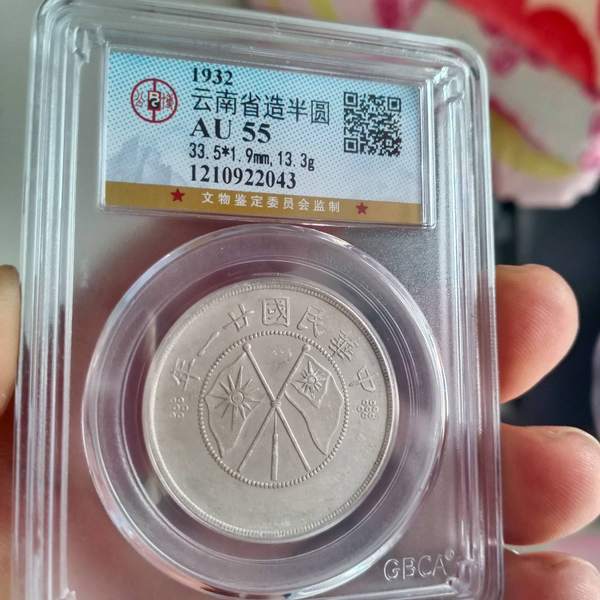 1932
云南省造半圆
AU 55
33.5*1.9mm,13.3g
1210922043
★ 文物鉴定委员会监制 ★
年一廿國民華中
GBCA®